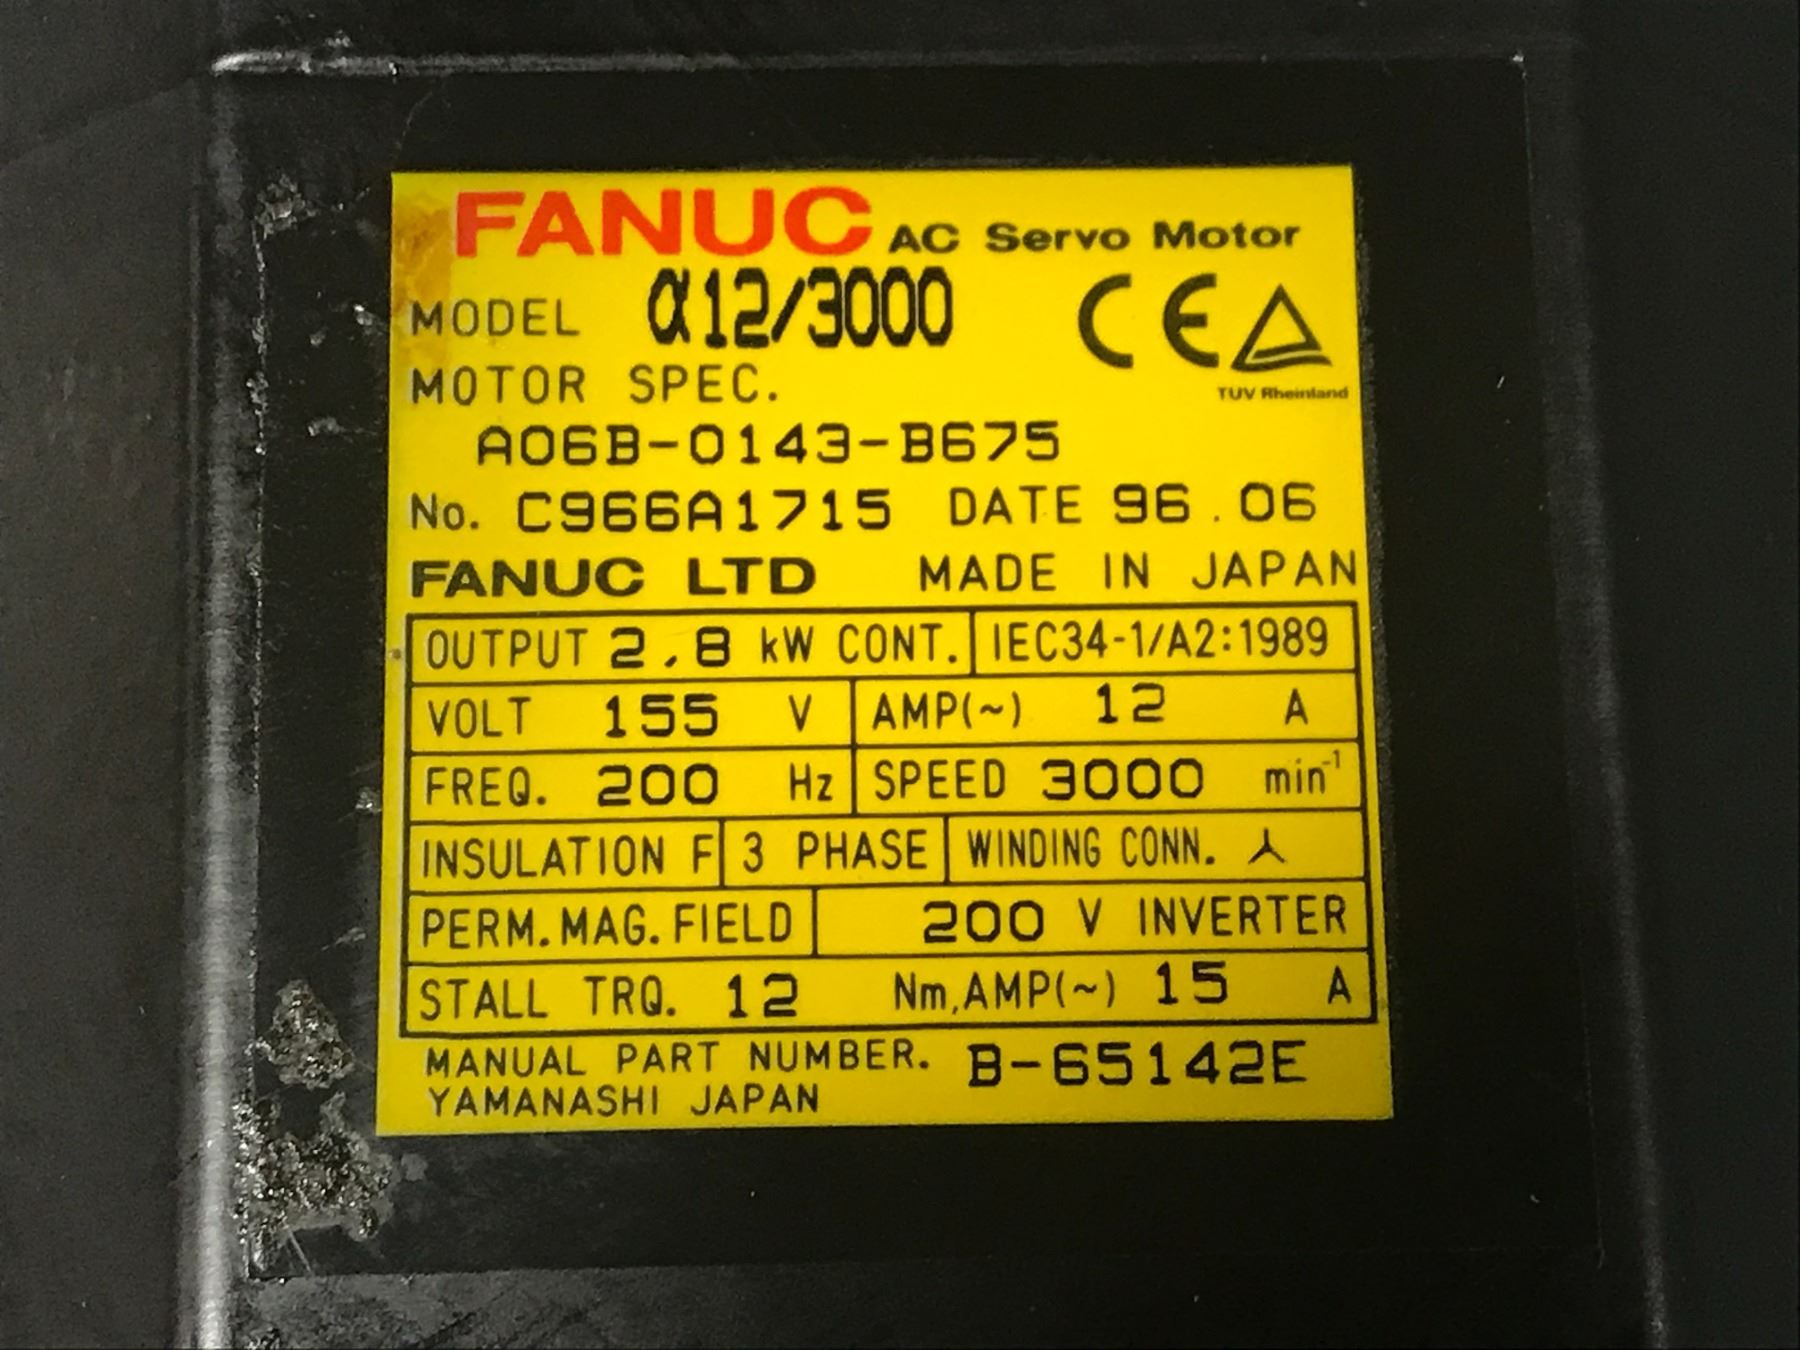 FANUC AC Servo Motor
MODEL α12/3000
CE
TUV Rheinland
MOTOR SPEC.
A06B-0143-B675
No. C966A1715 DATE 96.06
FANUC LTD MADE IN JAPAN
OUTPUT 2.8 kW CONT. IEC34-1/A2:1989
VOLT 155 V AMP(~) 12 A
FREQ. 200 Hz SPEED 3000 min⁻¹
INSULATION F 3 PHASE WINDING CONN.
PERM.MAG.FIELD 200 V INVERTER
STALL TRQ. 12 Nm,AMP(~) 15 A
MANUAL PART NUMBER. B-65142E
YAMANASHI JAPAN